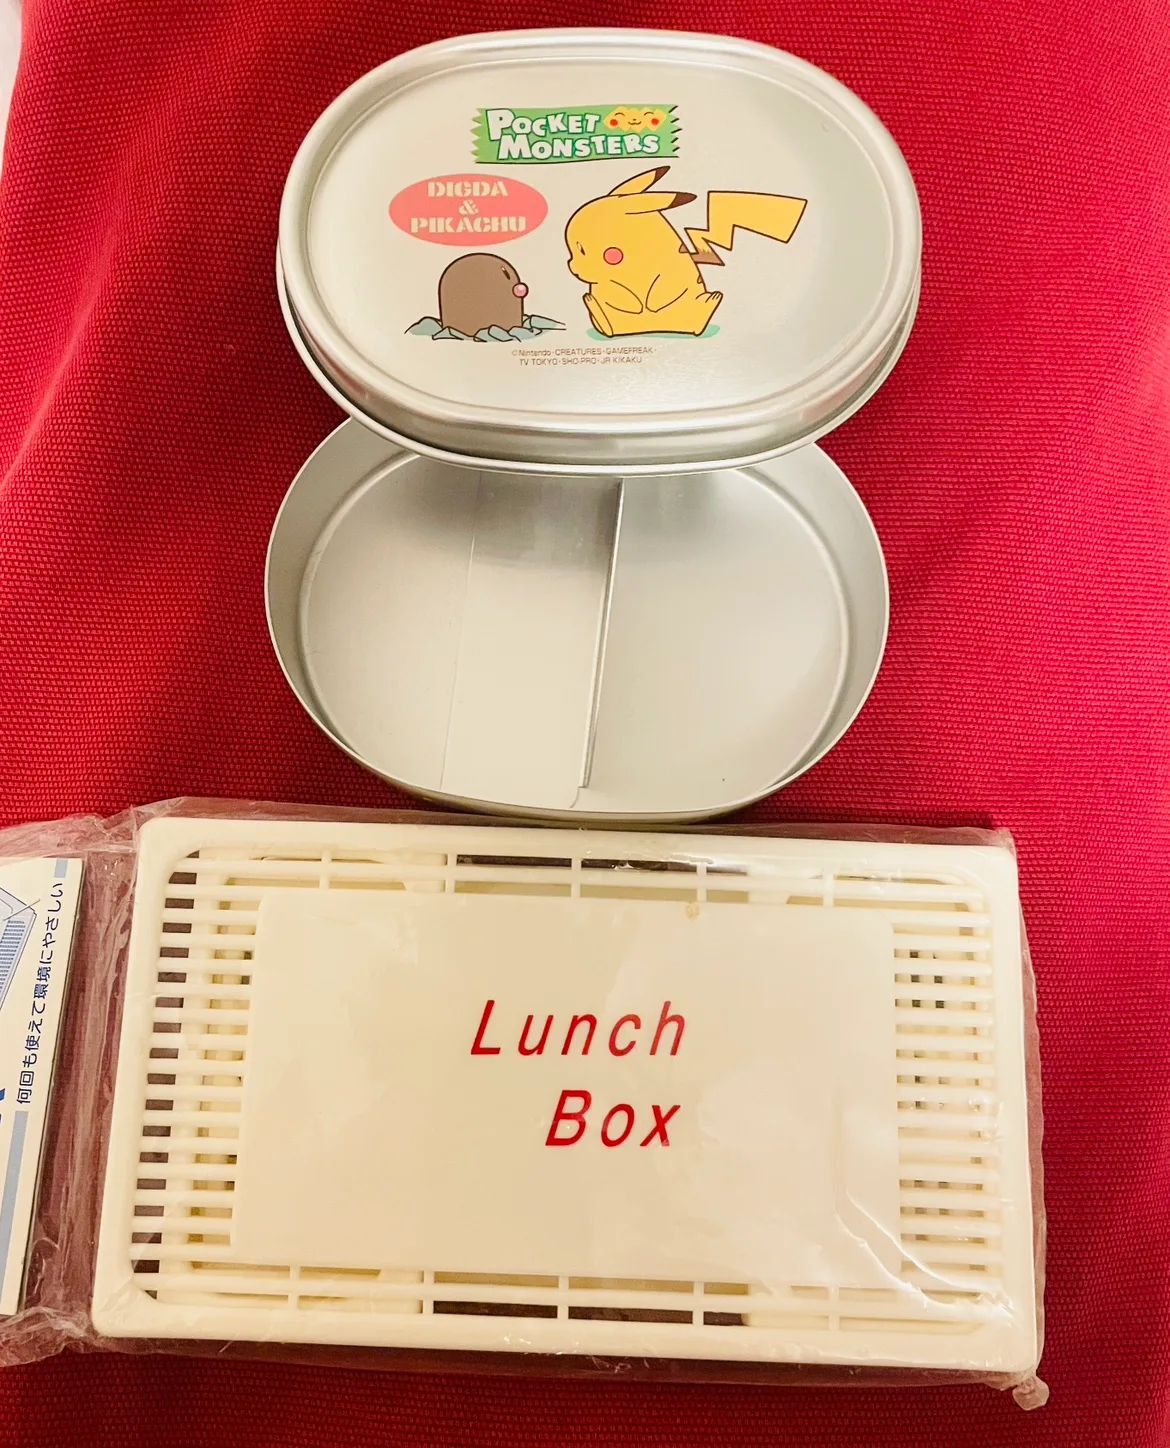 POCKET
MONSTERS
DIGDA
&
PIKACHU
©Nintendo・CREATURES・GAMEFREAK・
TV TOKYO・SHO-PRO・JR KIKAKU
何回も使えて環境にやさしい
Lunch
Box